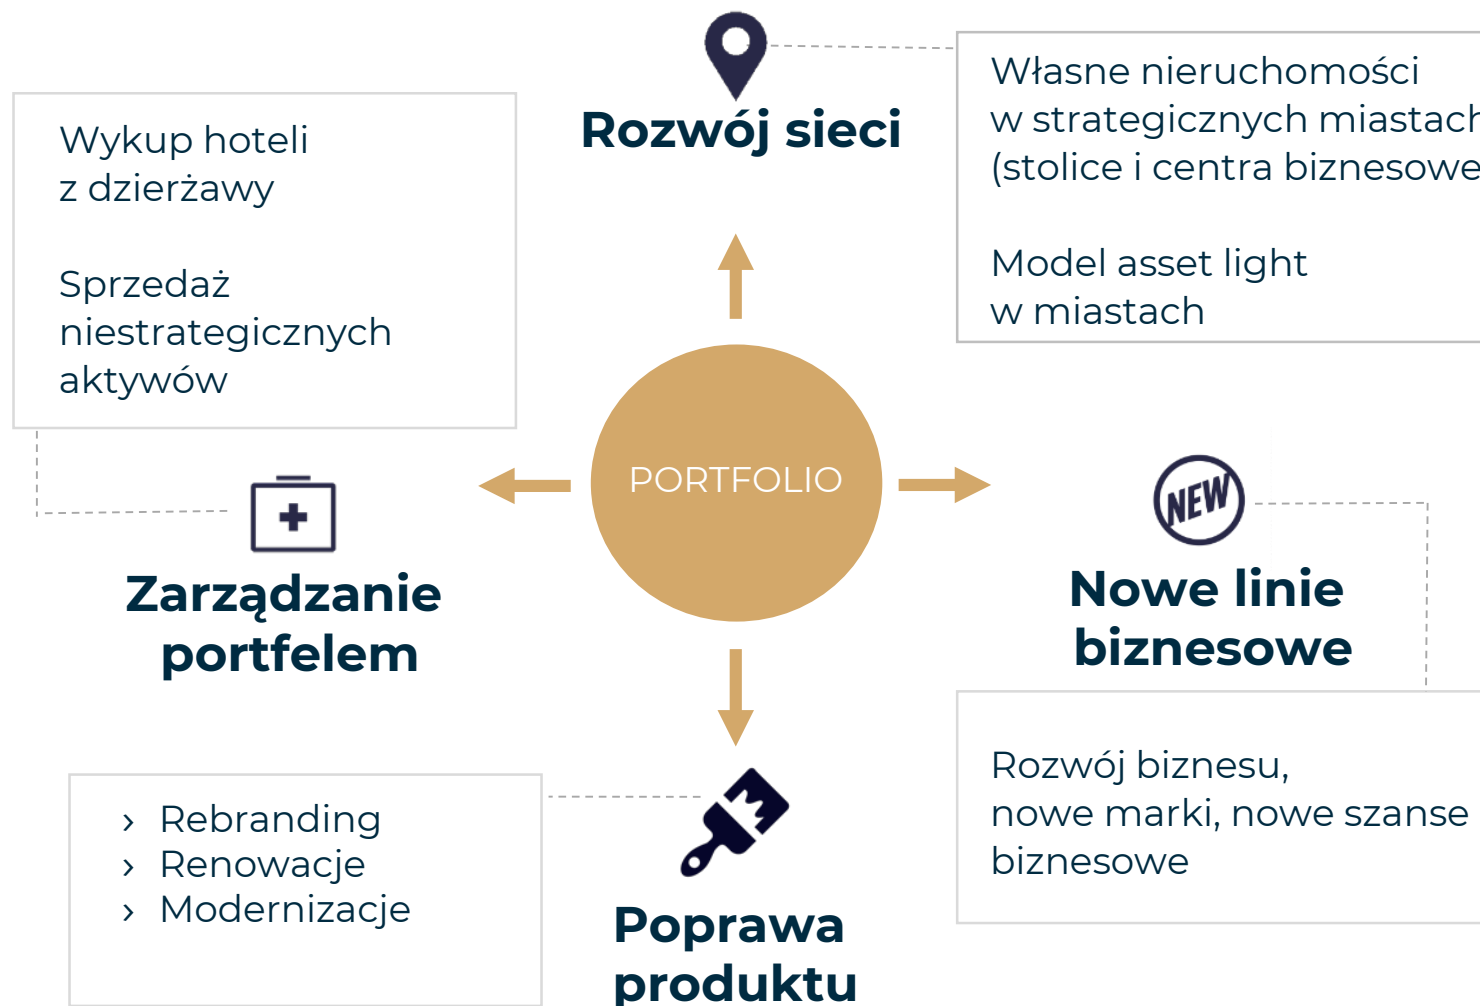 Rozwój sieci
Własne nieruchomości
w strategicznych miastach
(stolice i centra biznesowe
Model asset light
w miastach
Wykup hoteli
z dzierżawy
Sprzedaż
niestrategicznych
aktywów
PORTFOLIO
Zarządzanie
portfelem
NEW
Nowe linie
biznesowe
Rozwój biznesu,
nowe marki, nowe szanse
biznesowe
› Rebranding
› Renowacje
› Modernizacje
Poprawa
produktu